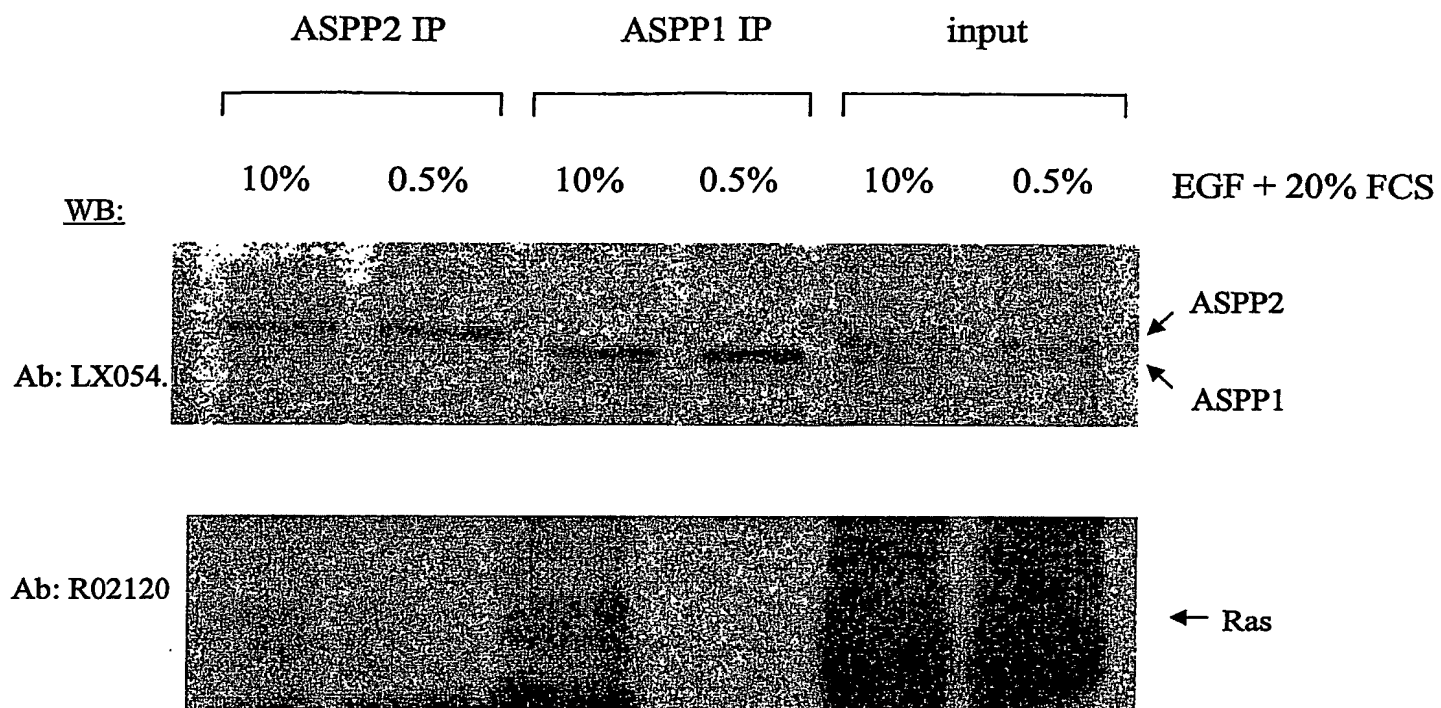 ASPP2 IP ASPP1 IP input
10% 0.5% 10% 0.5% 10% 0.5% EGF + 20% FCS
WB:
ASPP2
Ab: LX054.
ASPP1
Ab: R02120
Ras